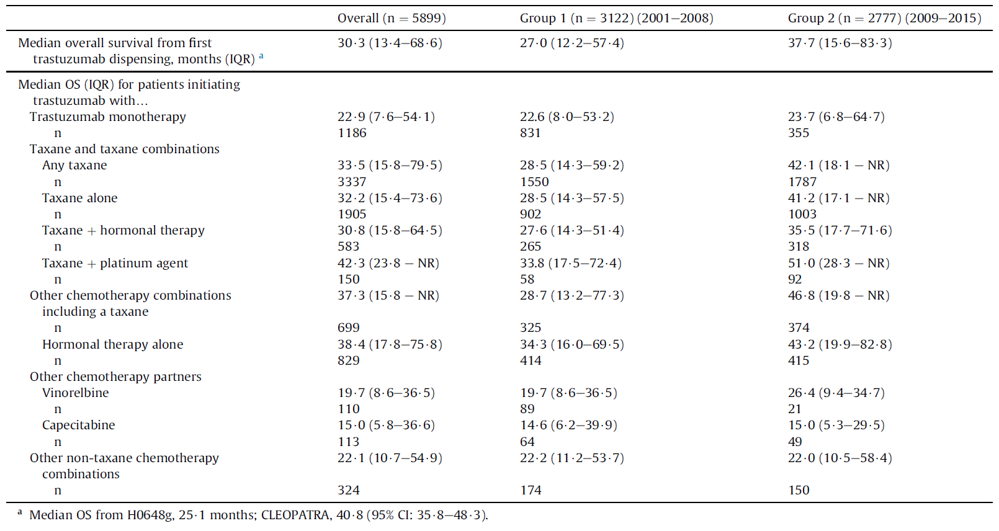 Overall (n = 5899) Group 1 (n = 3122) (2001–2008) Group 2 (n = 2777) (2009–2015)
Median overall survival from first 30·3 (13·4–68·6) 27·0 (12·2–57·4) 37·7 (15·6–83·3)
trastuzumab dispensing, months (IQR) a
Median OS (IQR) for patients initiating
trastuzumab with…
Trastuzumab monotherapy 22·9 (7·6–54·1) 22.6 (8·0–53·2) 23·7 (6·8–64·7)
n 1186 831 355
Taxane and taxane combinations
Any taxane 33·5 (15·8–79·5) 28·5 (14·3–59·2) 42·1 (18·1 – NR)
n 3337 1550 1787
Taxane alone 32·2 (15·4–73·6) 28·5 (14·3–57·5) 41·2 (17·1 – NR)
n 1905 902 1003
Taxane + hormonal therapy 30·8 (15·8–64·5) 27·6 (14·3–51·4) 35·5 (17·7–71·6)
n 583 265 318
Taxane + platinum agent 42·3 (23·8 – NR) 33.8 (17·5–72·4) 51·0 (28·3 – NR)
n 150 58 92
Other chemotherapy combinations 37·3 (15·8 – NR) 28·7 (13·2–77·3) 46·8 (19·8 – NR)
including a taxane
n 699 325 374
Hormonal therapy alone 38·4 (17·8–75·8) 34·3 (16·0–69·5) 43·2 (19·9–82·8)
n 829 414 415
Other chemotherapy partners
Vinorelbine 19·7 (8·6–36·5) 19·7 (8·6–36·5) 26·4 (9·4–34·7)
n 110 89 21
Capecitabine 15·0 (5·8–36·6) 14·6 (6·2–39·9) 15·0 (5·3–29·5)
n 113 64 49
Other non-taxane chemotherapy 22·1 (10·7–54·9) 22·2 (11·2–53·7) 22·0 (10·5–58·4)
combinations
n 324 174 150
a Median OS from H0648g, 25·1 months; CLEOPATRA, 40·8 (95% CI: 35·8–48·3).